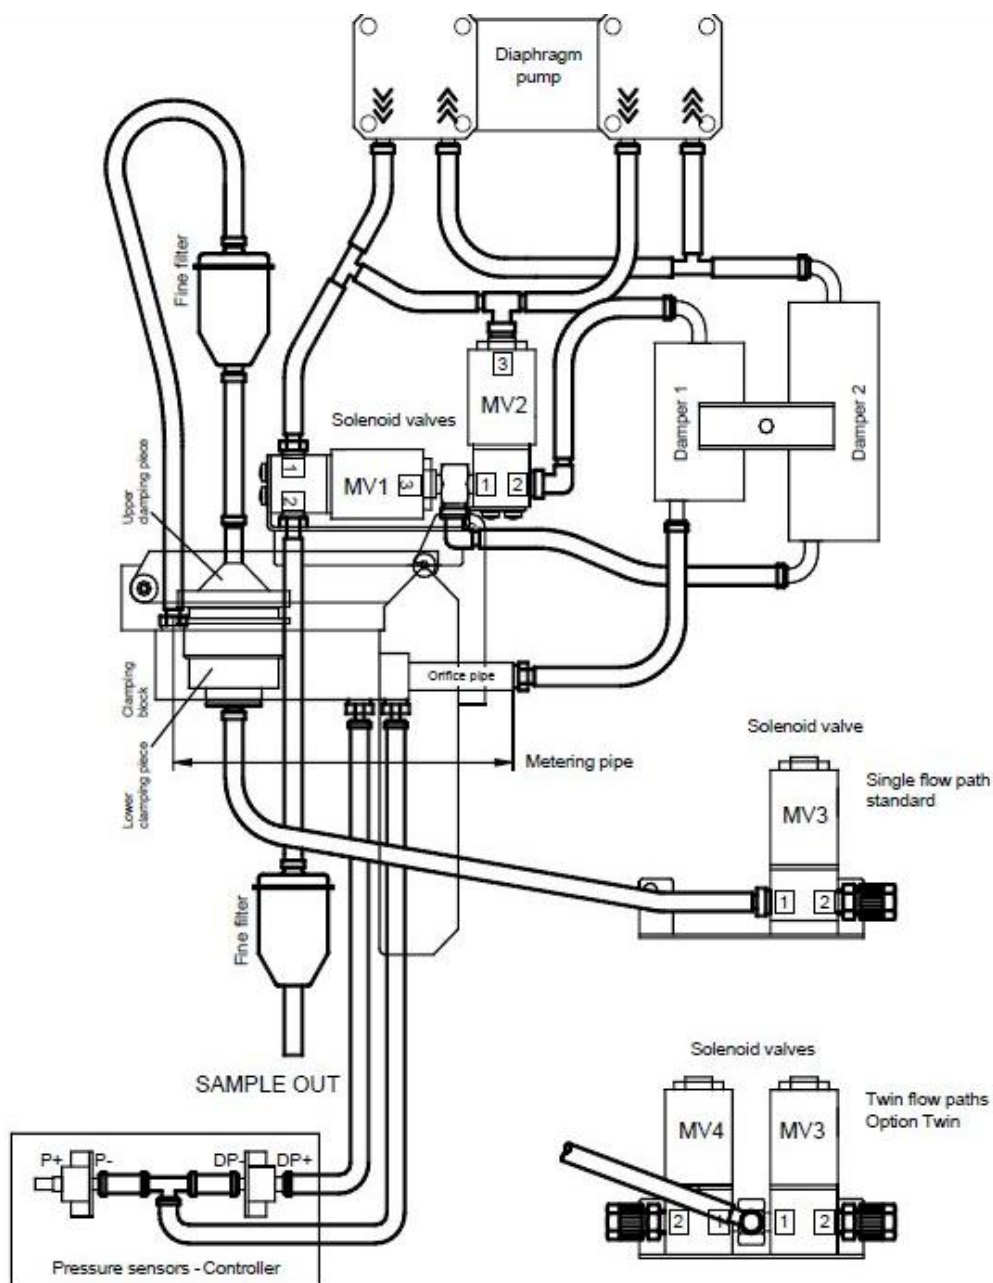 Diaphragm
pump
Fine filter
3
MV2
Solenoid valves
1
2
MV1
3
1
2
Damper 1
Damper 2
Upper
clamping piece
Orifice pipe
Clamping
block
Lower
clamping piece
Metering pipe
Solenoid valve
MV3
Single flow path
standard
1
2
Fine filter
SAMPLE OUT
Solenoid valves
MV4
MV3
Twin flow paths
Option Twin
2
1
1
2
P+
P-
DP-
DP+
Pressure sensors - Controller